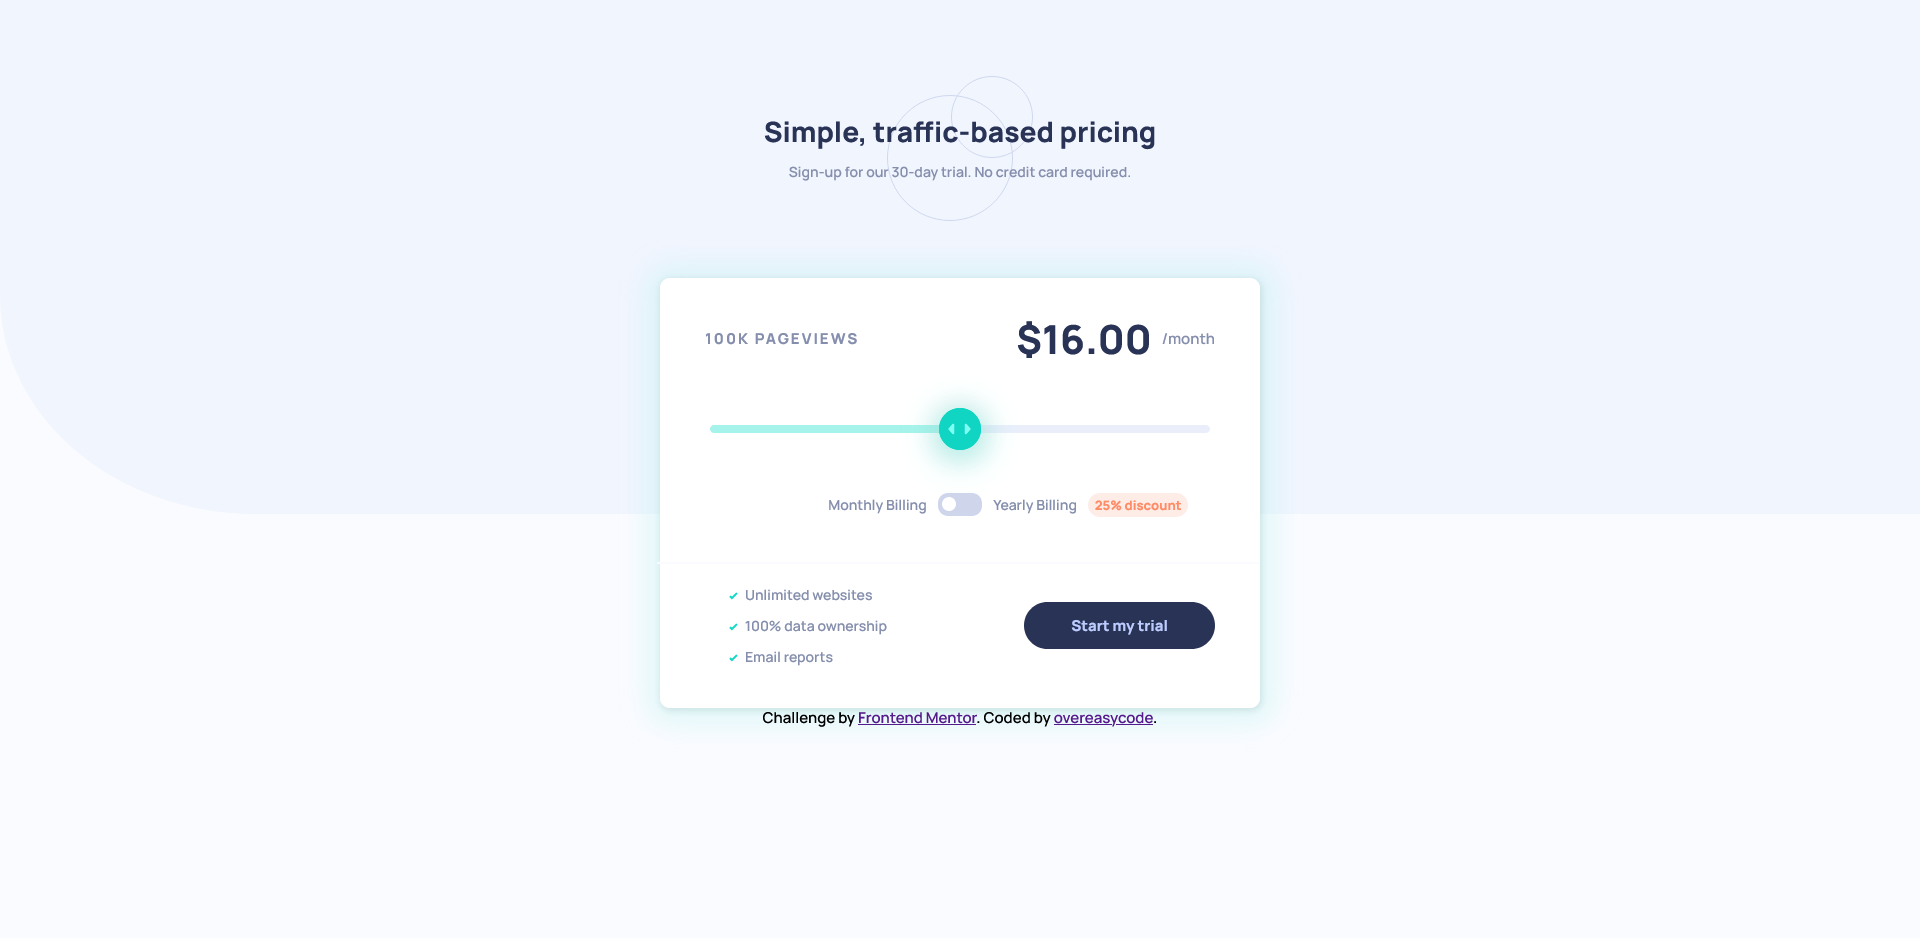 Simple, traffic-based pricing
Sign-up for our 30-day trial. No credit card required.
100K PAGEVIEWS
$16.00 /month
Monthly Billing Yearly Billing 25% discount
Unlimited websites
100% data ownership
Email reports
Start my trial
Challenge by Frontend Mentor. Coded by overeasycode.